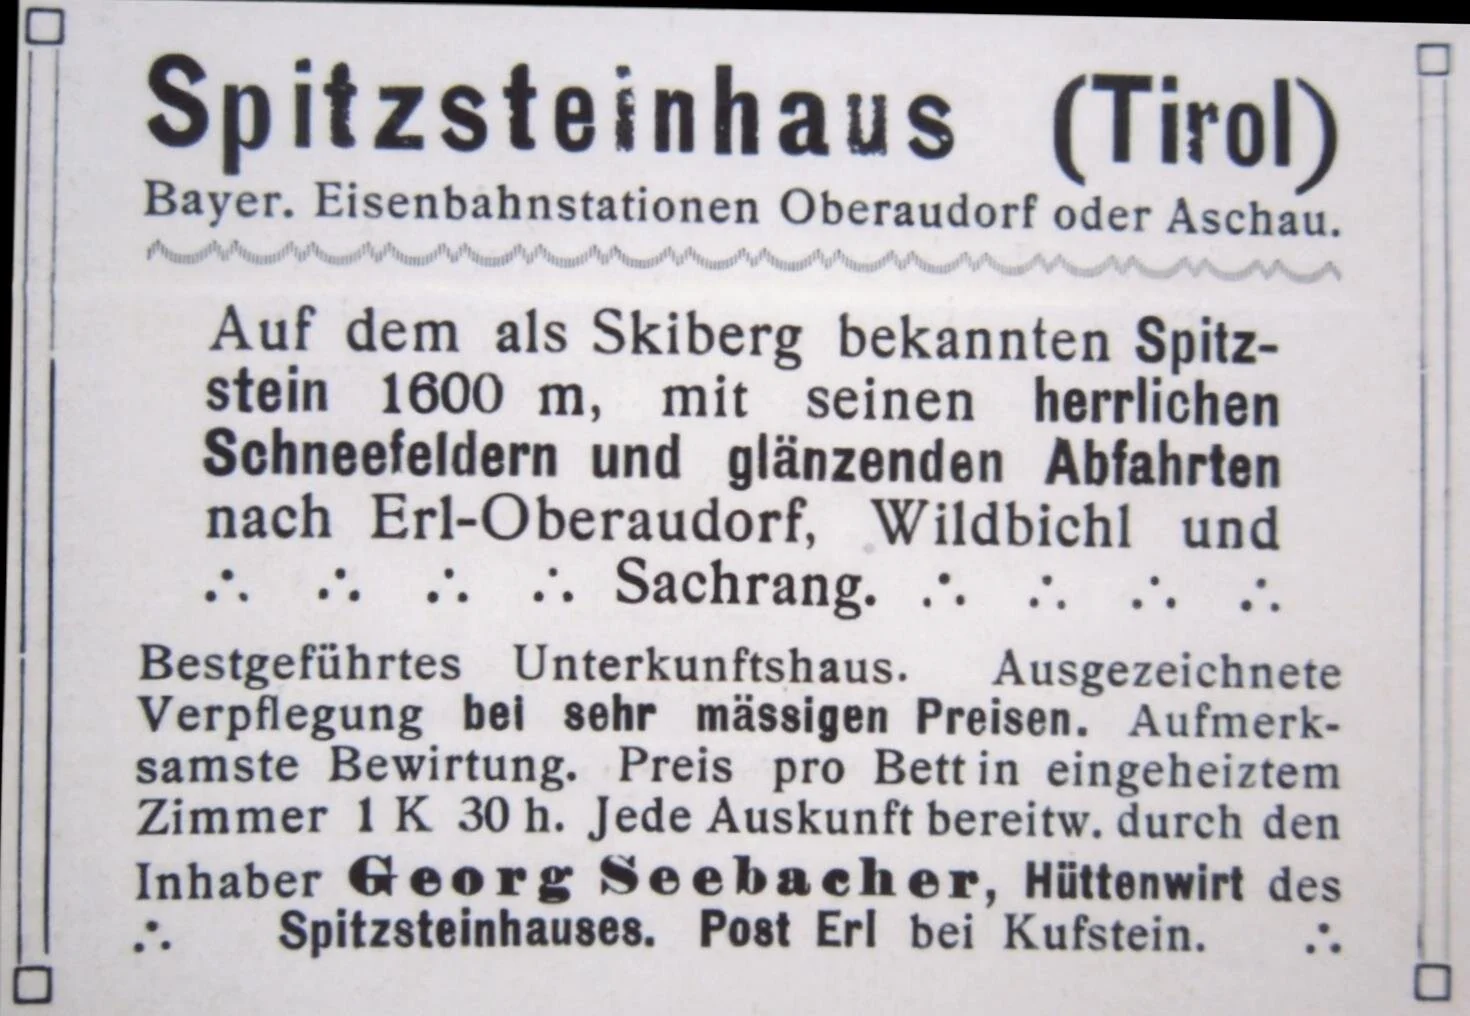 Spitzsteinhaus (Tirol)
Bayer. Eisenbahnstationen Oberaudorf oder Aschau.
Auf dem als Skiberg bekannten Spitz-
stein 1600 m, mit seinen herrlichen
Schneefeldern und glänzenden Abfahrten
nach Erl-Oberaudorf, Wildbichl und
∴ ∴ ∴ ∴ Sachrang. ∴ ∴ ∴ ∴
Bestgeführtes Unterkunftshaus. Ausgezeichnete
Verpflegung bei sehr mässigen Preisen. Aufmerk-
samste Bewirtung. Preis pro Bett in eingeheiztem
Zimmer 1 K 30 h. Jede Auskunft bereitw. durch den
Inhaber Georg Seebacher, Hüttenwirt des
∴ Spitzsteinhauses. Post Erl bei Kufstein. ∴